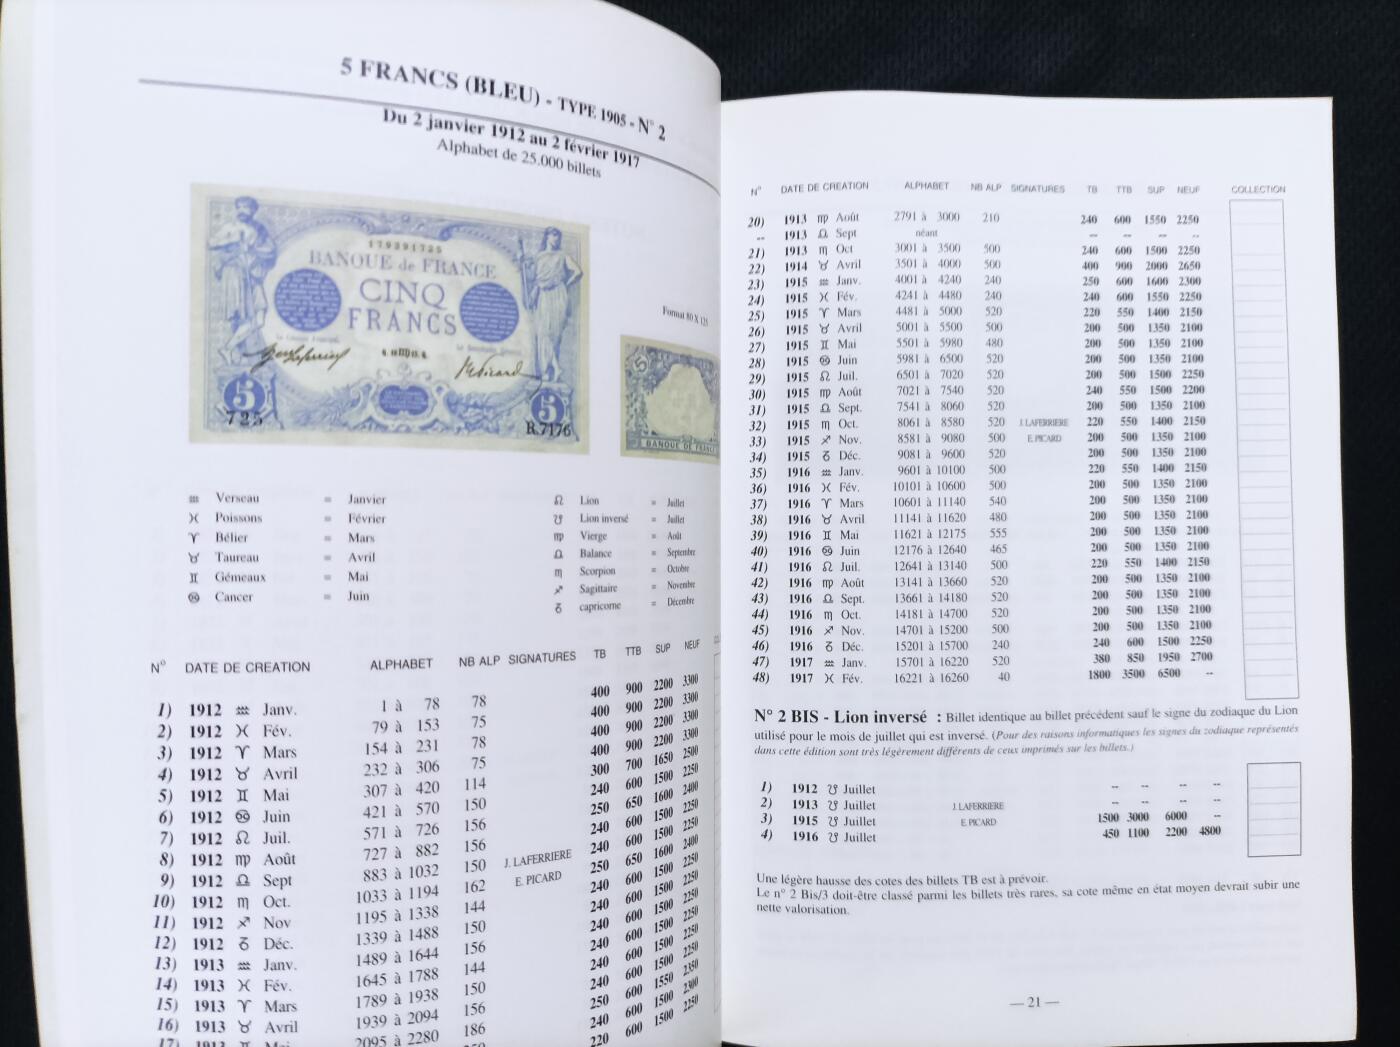 5 FRANCS (BLEU) - TYPE 1905 - N° 2
Du 2 janvier 1912 au 2 février 1917
Alphabet de 25.000 billets
179391725
BANQUE de FRANCE
CINQ
FRANCS
5 5
725
R.7176
Format 80 X 125
5
BANQUE DE FRANCE
♒ Verseau = Janvier
♓ Poissons = Février
♈ Bélier = Mars
♉ Taureau = Avril
♊ Gémeaux = Mai
♋ Cancer = Juin
♌ Lion = Juillet
Lion inversé = Juillet
♍ Vierge = Août
♎ Balance = Septembre
♏ Scorpion = Octobre
♐ Sagittaire = Novembre
♑ capricorne = Décembre
N° DATE DE CREATION ALPHABET NB ALP SIGNATURES TB TTB SUP NEUF
1) 1912 ♒ Janv. 1 à 78 78 400 900 2200 3300
2) 1912 ♓ Fév. 79 à 153 75 400 900 2200 3300
3) 1912 ♈ Mars 154 à 231 78 400 900 2200 3300
4) 1912 ♉ Avril 232 à 306 75 400 900 2200 3300
5) 1912 ♊ Mai 307 à 420 114 300 700 1650 2500
6) 1912 ♋ Juin 421 à 570 150 240 600 1500 2250
7) 1912 ♌ Juil. 571 à 726 156 250 650 1600 2400
8) 1912 ♍ Août 727 à 882 156 240 600 1500 2250
9) 1912 ♎ Sept 883 à 1032 150 J. LAFERRIERE 240 600 1500 2250
10) 1912 ♏ Oct. 1033 à 1194 162 E. PICARD 250 650 1600 2400
11) 1912 ♐ Nov 1195 à 1338 144 240 600 1500 2250
12) 1912 ♑ Déc. 1339 à 1488 150 240 600 1500 2250
13) 1913 ♒ Janv. 1489 à 1644 156 240 600 1500 2250
14) 1913 ♓ Fév. 1645 à 1788 144 240 600 1500 2250
15) 1913 ♈ Mars 1789 à 1938 150 240 600 1550 2350
16) 1913 ♉ Avril 1939 à 2094 156 250 600 1500 2300
2095 à 2280 186 240 600 2250
220
N° DATE DE CREATION ALPHABET NB ALP SIGNATURES TB TTB SUP NEUF COLLECTION
20) 1913 ♍ Août 2791 à 3000 210 240 600 1550 2250
-- 1913 ♎ Sept néant -- -- -- --
21) 1913 ♏ Oct 3001 à 3500 500 240 600 1500 2250
22) 1914 ♉ Avril 3501 à 4000 500 400 900 2000 2650
23) 1915 ♒ Janv. 4001 à 4240 240 250 600 1600 2300
24) 1915 ♓ Fév. 4241 à 4480 240 240 600 1550 2250
25) 1915 ♈ Mars 4481 à 5000 520 220 550 1400 2150
26) 1915 ♉ Avril 5001 à 5500 500 200 500 1350 2100
27) 1915 ♊ Mai 5501 à 5980 480 200 500 1350 2100
28) 1915 ♋ Juin 5981 à 6500 520 200 500 1350 2100
29) 1915 ♌ Juil. 6501 à 7020 520 200 500 1500 2250
30) 1915 ♍ Août 7021 à 7540 520 240 550 1500 2200
31) 1915 ♎ Sept. 7541 à 8060 520 200 500 1350 2100
32) 1915 ♏ Oct. 8061 à 8580 520 J. LAFERRIERE 220 550 1400 2150
33) 1915 ♐ Nov. 8581 à 9080 500 E. PICARD 200 500 1350 2100
34) 1915 ♑ Déc. 9081 à 9600 520 200 500 1350 2100
35) 1916 ♒ Janv. 9601 à 10100 500 220 550 1400 2150
36) 1916 ♓ Fév. 10101 à 10600 500 200 500 1350 2100
37) 1916 ♈ Mars 10601 à 11140 540 200 500 1350 2100
38) 1916 ♉ Avril 11141 à 11620 480 200 500 1350 2100
39) 1916 ♊ Mai 11621 à 12175 555 200 500 1350 2100
40) 1916 ♋ Juin 12176 à 12640 465 200 500 1350 2100
41) 1916 ♌ Juil. 12641 à 13140 500 220 550 1400 2150
42) 1916 ♍ Août 13141 à 13660 520 200 500 1350 2100
43) 1916 ♎ Sept. 13661 à 14180 520 200 500 1350 2100
44) 1916 ♏ Oct. 14181 à 14700 520 200 500 1350 2100
45) 1916 ♐ Nov. 14701 à 15200 500 200 500 1350 2100
46) 1916 ♑ Déc. 15201 à 15700 240 240 600 1500 2250
47) 1917 ♒ Janv. 15701 à 16220 520 380 850 1950 2700
48) 1917 ♓ Fév. 16221 à 16260 40 1800 3500 6500 --
N° 2 BIS - Lion inversé : Billet identique au billet précédent sauf le signe du zodiaque du Lion
utilisé pour le mois de juillet qui est inversé. (Pour des raisons informatiques les signes du zodiaque représentés
dans cette édition sont très légèrement différents de ceux imprimés sur les billets.)
1) 1912 Juillet -- -- -- --
2) 1913 Juillet J. LAFERRIERE -- -- -- --
3) 1915 Juillet E. PICARD 1500 3000 6000 --
4) 1916 Juillet 450 1100 2200 4800
Une légère hausse des cotes des billets TB est à prévoir.
Le n° 2 Bis/3 doit-être classé parmi les billets très rares, sa cote même en état moyen devrait subir une
nette valorisation.
— 21 —